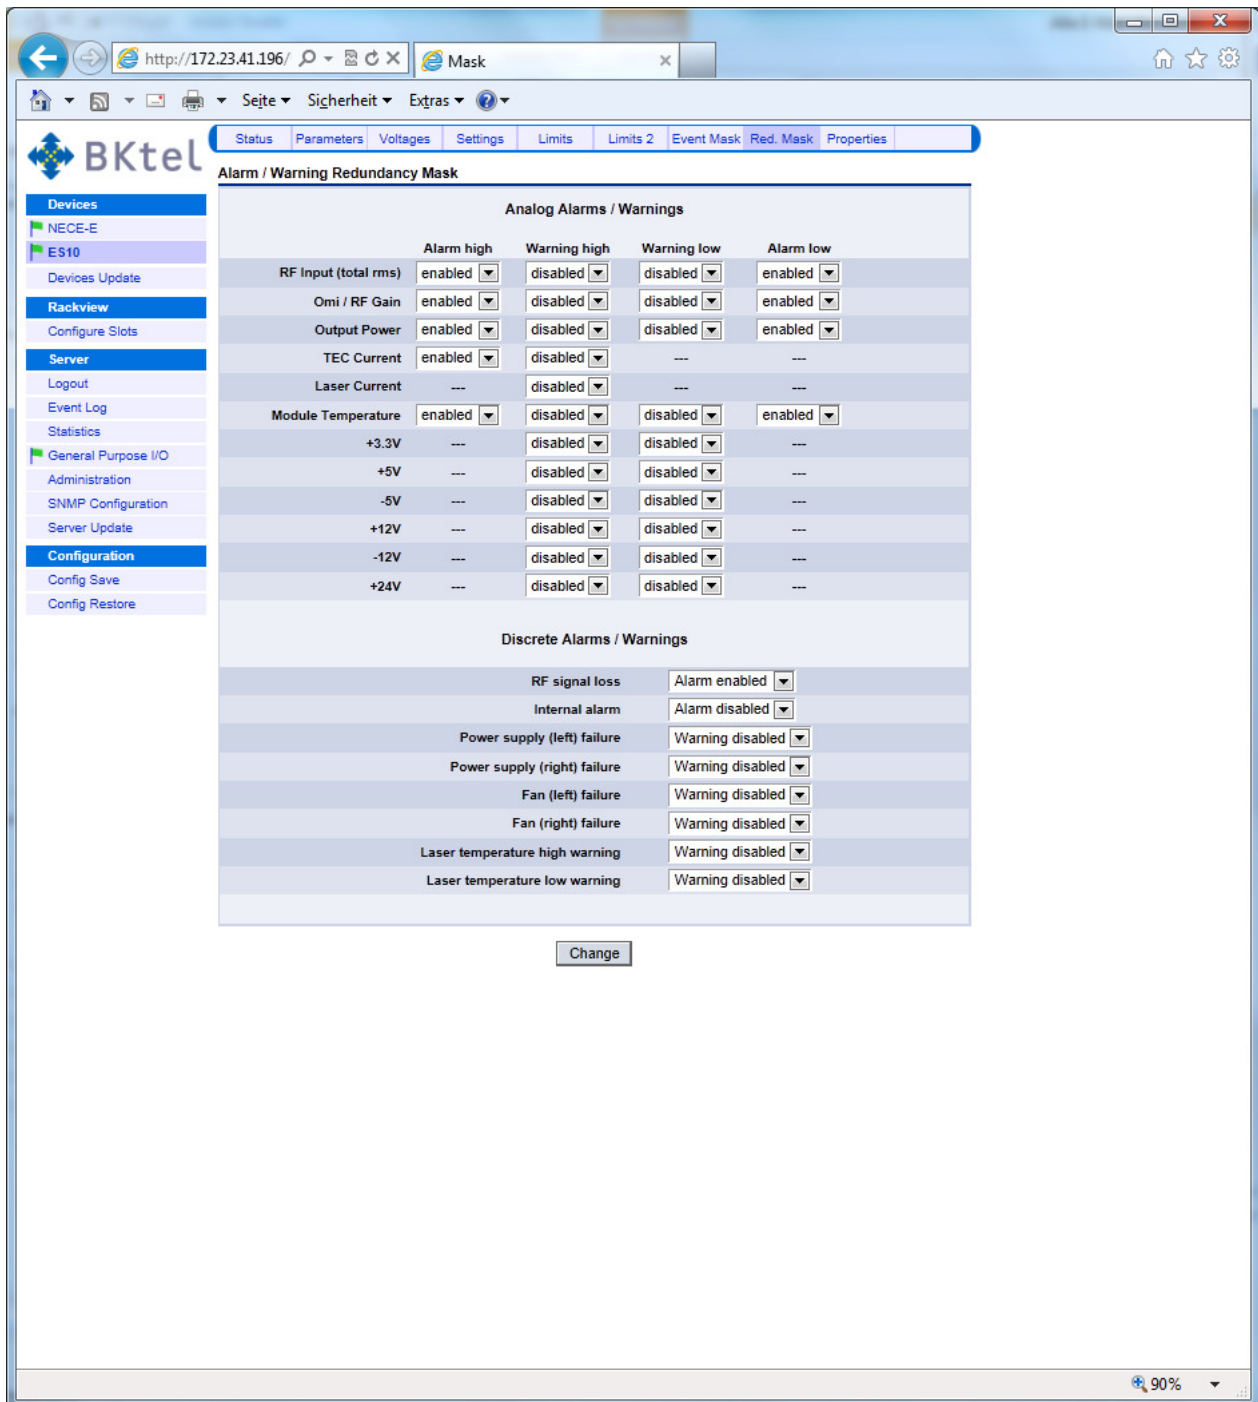 http://172.23.41.196/
Mask
Seite Sicherheit Extras
BKtel
Status Parameters Voltages Settings Limits Limits 2 Event Mask Red. Mask Properties
Alarm / Warning Redundancy Mask
Devices
NECE-E
ES10
Devices Update
Rackview
Configure Slots
Server
Logout
Event Log
Statistics
General Purpose I/O
Administration
SNMP Configuration
Server Update
Configuration
Config Save
Config Restore
Analog Alarms / Warnings
Alarm high Warning high Warning low Alarm low
RF Input (total rms) enabled disabled disabled enabled
Omi / RF Gain enabled disabled disabled enabled
Output Power enabled disabled disabled enabled
TEC Current enabled disabled --- ---
Laser Current --- disabled --- ---
Module Temperature enabled disabled disabled enabled
+3.3V --- disabled disabled ---
+5V --- disabled disabled ---
-5V --- disabled disabled ---
+12V --- disabled disabled ---
-12V --- disabled disabled ---
+24V --- disabled disabled ---
Discrete Alarms / Warnings
RF signal loss Alarm enabled
Internal alarm Alarm disabled
Power supply (left) failure Warning disabled
Power supply (right) failure Warning disabled
Fan (left) failure Warning disabled
Fan (right) failure Warning disabled
Laser temperature high warning Warning disabled
Laser temperature low warning Warning disabled
Change
90%